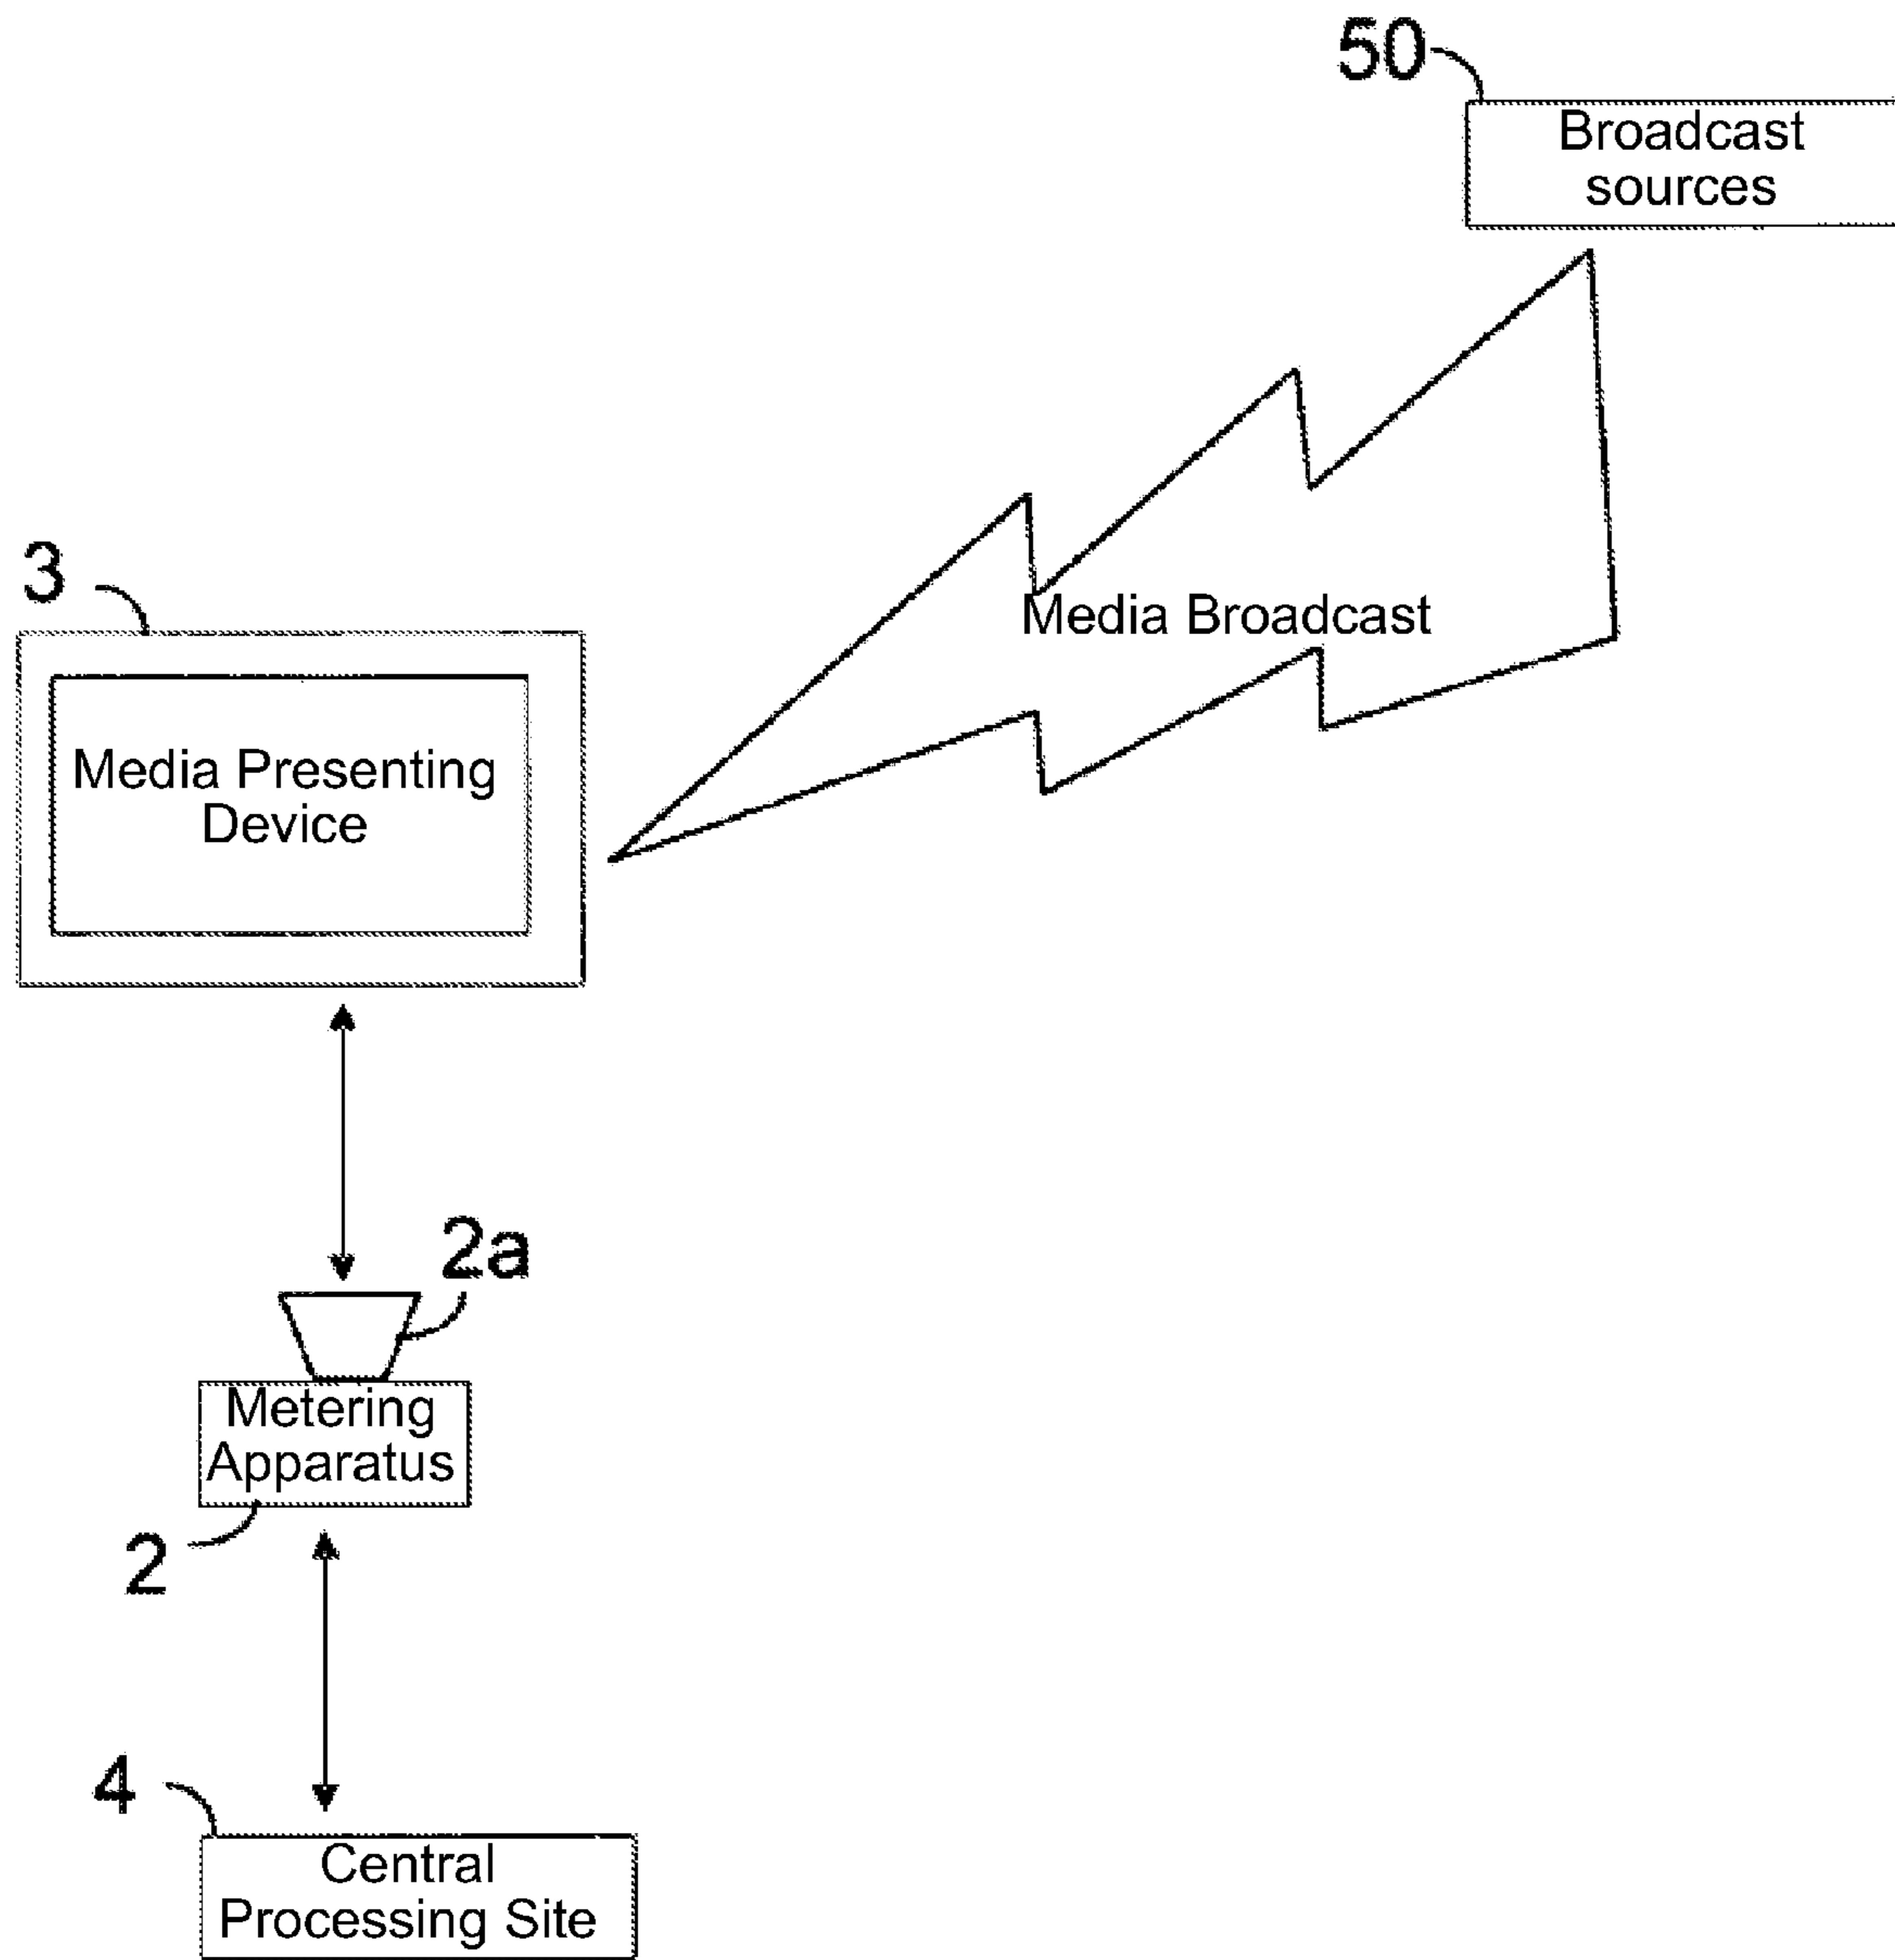 50
Broadcast
sources
3
Media Broadcast
Media Presenting
Device
2a
Metering
Apparatus
2
4
Central
Processing Site